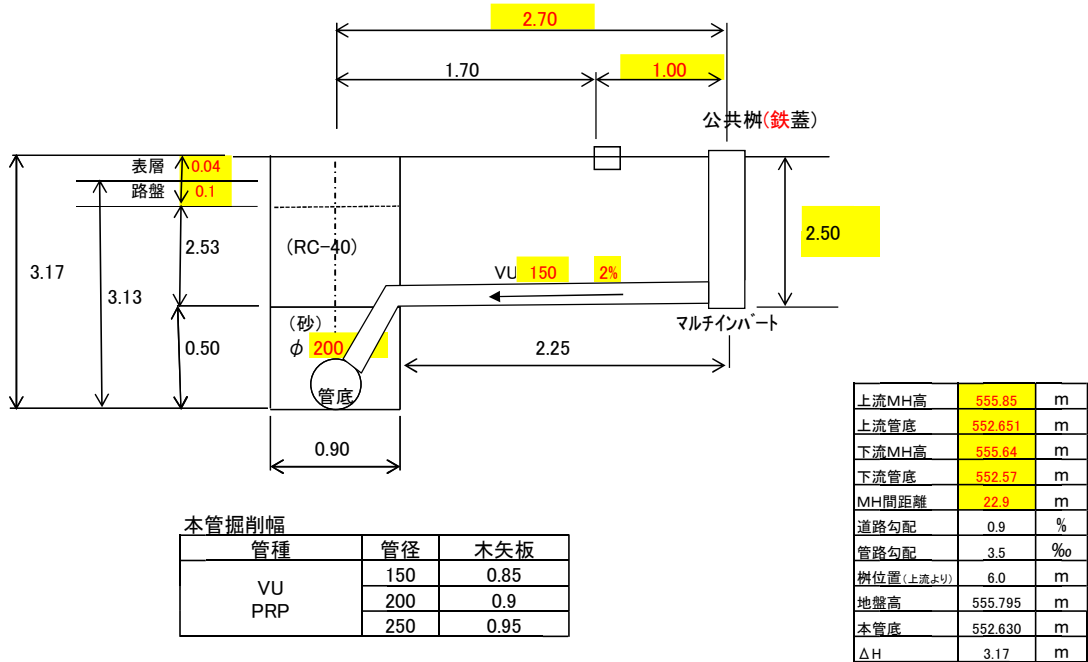 2.70
1.70
1.00
公共桝(鉄蓋)
表層
0.04
路盤
0.1
2.53
(RC-40)
3.17
3.13
2.50
VU
150
2%
マルチインバート
(砂)
φ
200
0.50
2.25
管底
0.90
本管掘削幅
管種 管径 木矢板
VU
PRP
150 0.85
200 0.9
250 0.95
上流MH高 555.85 m
上流管底 552.651 m
下流MH高 555.64 m
下流管底 552.57 m
MH間距離 22.9 m
道路勾配 0.9 %
管路勾配 3.5 ‰
桝位置(上流より) 6.0 m
地盤高 555.795 m
本管底 552.630 m
ΔH 3.17 m